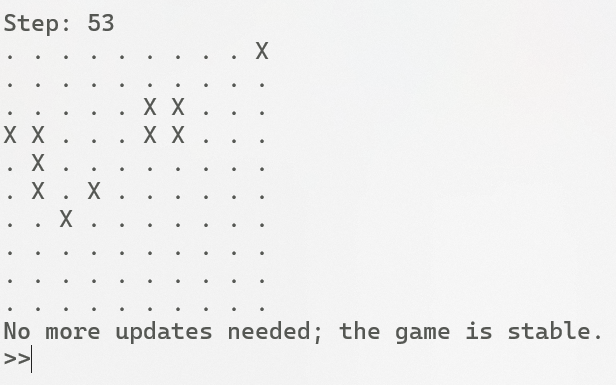 Step: 53
. . . . . . . . . X
. . . . . . . . . .
. . . . . X X . . .
X X . . . X X . . .
. X . . . . . . . .
. X . X . . . . . .
. . X . . . . . . .
. . . . . . . . . .
. . . . . . . . . .
. . . . . . . . . .
No more updates needed; the game is stable.
>>